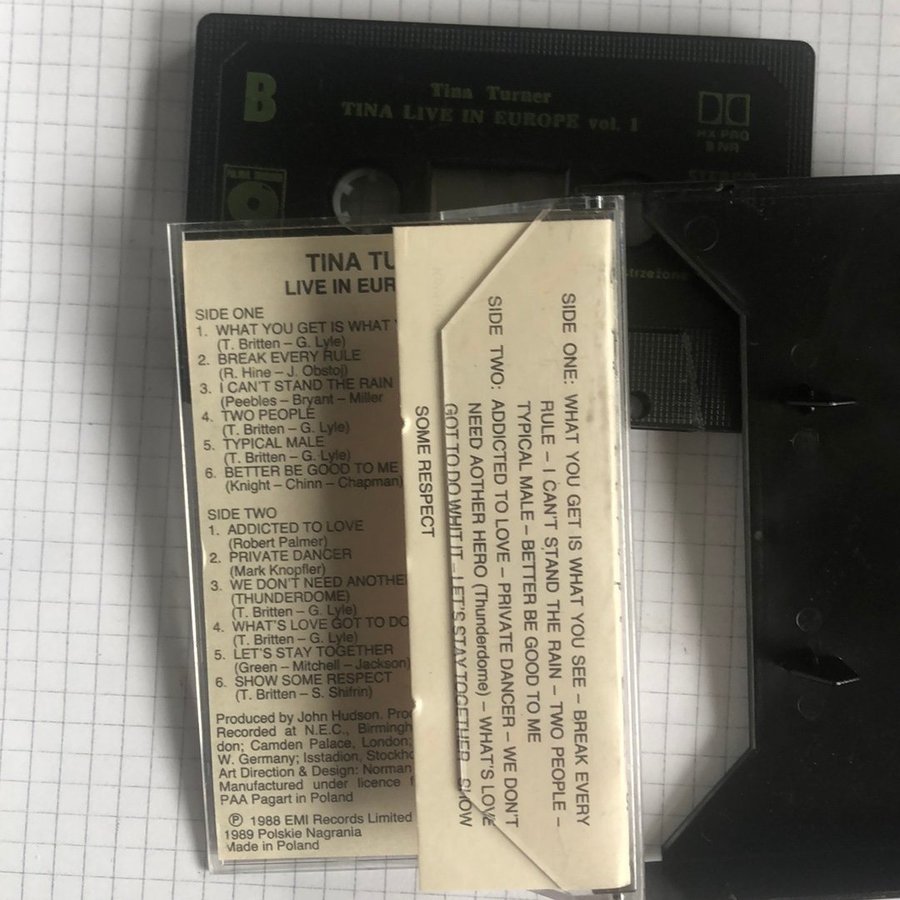 B
Tina Turner
TINA LIVE IN EUROPE vol. 1
HX PRO
B NR
STEREO
POLSKIE NAGRANIA
TINA TU
LIVE IN EUR
SIDE ONE
1. WHAT YOU GET IS WHAT Y
(T. Britten – G. Lyle)
2. BREAK EVERY RULE
(R. Hine – J. Obstoj)
3. I CAN'T STAND THE RAIN
(Peebles – Bryant – Miller
4. TWO PEOPLE
(T. Britten – G. Lyle)
5. TYPICAL MALE
(T. Britten – G. Lyle)
6. BETTER BE GOOD TO ME
(Knight – Chinn – Chapman)
SIDE TWO
1. ADDICTED TO LOVE
(Robert Palmer)
2. PRIVATE DANCER
(Mark Knopfler)
3. WE DON'T NEED ANOTHE
(THUNDERDOME)
(T. Britten – G. Lyle)
4. WHAT'S LOVE GOT TO DO
(T. Britten – G. Lyle)
5. LET'S STAY TOGETHER
(Green – Mitchell – Jackson)
6. SHOW SOME RESPECT
(T. Britten – S. Shifrin)
Produced by John Hudson. Prod
Recorded at N.E.C., Birmingh
don; Camden Palace, London;
W. Germany; Isstadion, Stockho
Art Direction & Design: Norman
Manufactured under licence f
PAA Pagart in Poland
℗ 1988 EMI Records Limited
1989 Polskie Nagrania
Made in Poland
SIDE ONE: WHAT YOU GET IS WHAT YOU SEE – BREAK EVERY
RULE – I CAN'T STAND THE RAIN – TWO PEOPLE –
TYPICAL MALE – BETTER BE GOOD TO ME
SIDE TWO: ADDICTED TO LOVE – PRIVATE DANCER – WE DON'T
NEED AOTHER HERO (Thunderdome) – WHAT'S LOVE
GOT TO DO WHIT IT – LET'S STAY TOGETHER – SHOW
SOME RESPECT